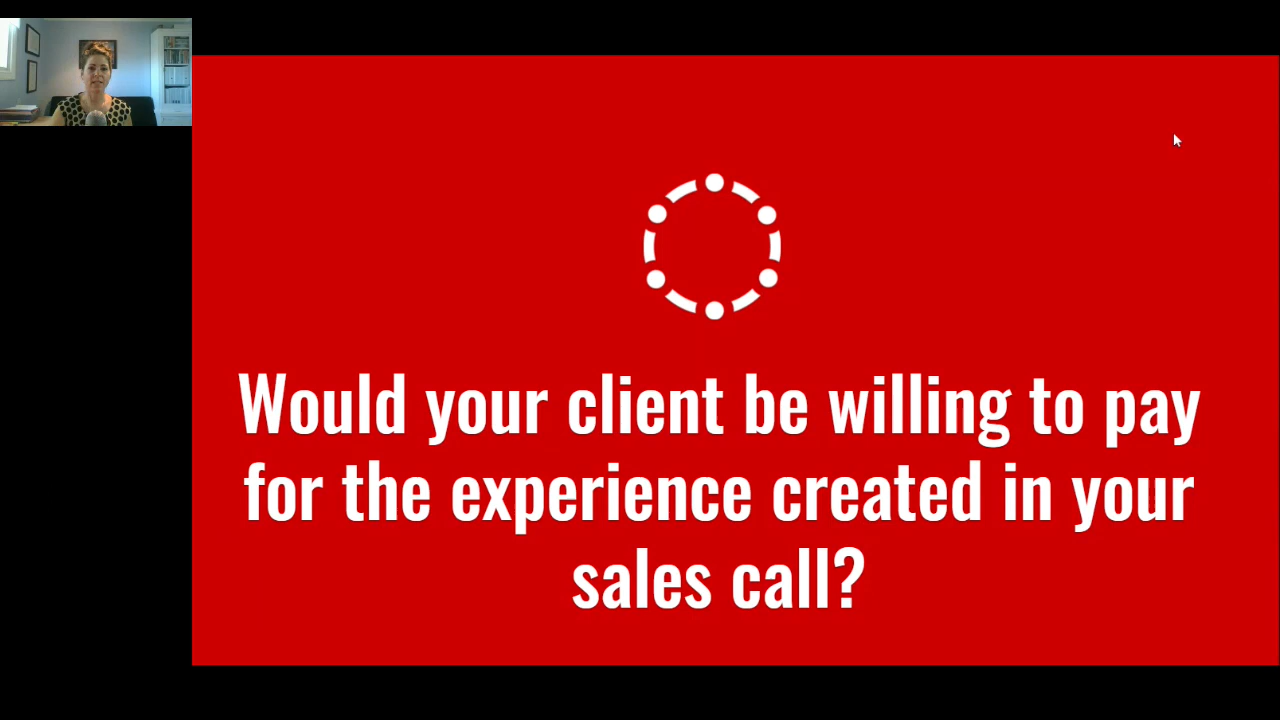 Would your client be willing to pay
for the experience created in your
sales call?